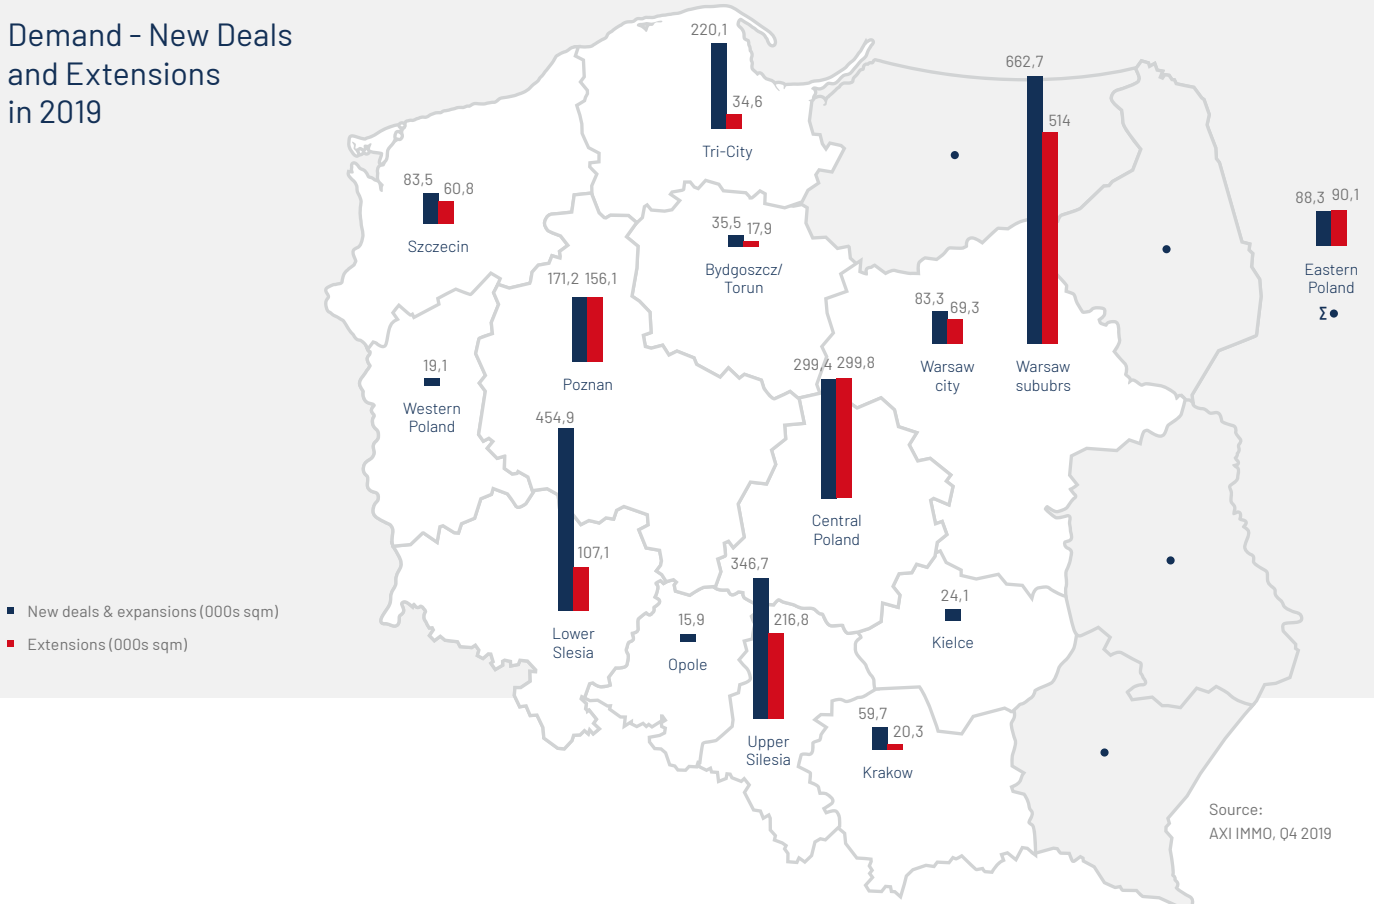 Demand - New Deals
and Extensions
in 2019
220,1
34,6
Tri-City
662,7
514
Warsaw
sububrs
83,5
60,8
Szczecin
35,5
17,9
Bydgoszcz/
Torun
88,3
90,1
Eastern
Poland
Σ●
171,2
156,1
Poznan
83,3
69,3
Warsaw
city
19,1
Western
Poland
299,4
299,8
Central
Poland
454,9
107,1
Lower
Slesia
346,7
216,8
Upper
Silesia
15,9
Opole
24,1
Kielce
59,7
20,3
Krakow
New deals & expansions (000s sqm)
Extensions (000s sqm)
Source:
AXI IMMO, Q4 2019